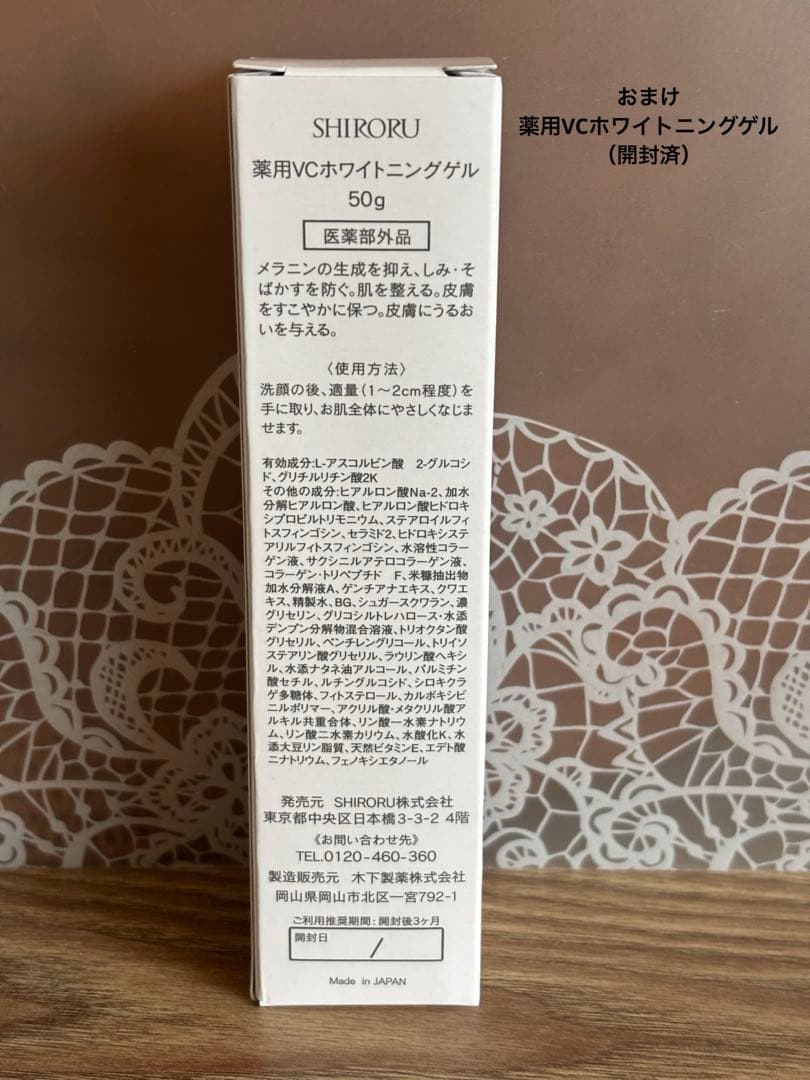 おまけ
薬用VCホワイトニングゲル
(開封済)
SHIRORU
薬用VCホワイトニングゲル
50g
医薬部外品
メラニンの生成を抑え、しみ・そ
ばかすを防ぐ。肌を整える。皮膚
をすこやかに保つ。皮膚にうるお
いを与える。
〈使用方法〉
洗顔の後、適量(1〜2cm程度)を
手に取り、お肌全体にやさしくなじま
せます。
有効成分:L-アスコルビン酸 2-グルコシ
ド、グリチルリチン酸2K
その他の成分:ヒアルロン酸Na-2、加水
分解ヒアルロン酸、ヒアルロン酸ヒドロキ
シプロピルトリモニウム、ステアロイルフィ
トスフィンゴシン、セラミド2、ヒドロキシステ
アリルフィトスフィンゴシン、水溶性コラー
ゲン液、サクシニルアテロコラーゲン液、
コラーゲン・トリペプチド F、米糠抽出物
加水分解液A、ゲンチアナエキス、クワエ
キス、精製水、BG、シュガースクワラン、濃
グリセリン、グリコシルトレハロース・水添
デンプン分解物混合溶液、トリオクタン酸
グリセリル、ペンチレングリコール、トリイソ
ステアリン酸グリセリル、ラウリン酸ヘキシ
ル、水添ナタネ油アルコール、パルミチン
酸セチル、ルチングルコシド、シロキクラ
ゲ多糖体、フィトステロール、カルボキシビ
ニルポリマー、アクリル酸・メタクリル酸ア
ルキル共重合体、リン酸一水素ナトリウ
ム、リン酸二水素カリウム、水酸化K、水
添大豆リン脂質、天然ビタミンE、エデト酸
二ナトリウム、フェノキシエタノール
発売元 SHIRORU株式会社
東京都中央区日本橋3-3-2 4階
《お問い合わせ先》
TEL.0120-460-360
製造販売元 木下製薬株式会社
岡山県岡山市北区一宮792-1
ご利用推奨期間:開封後3ヶ月
開封日 /
Made in JAPAN